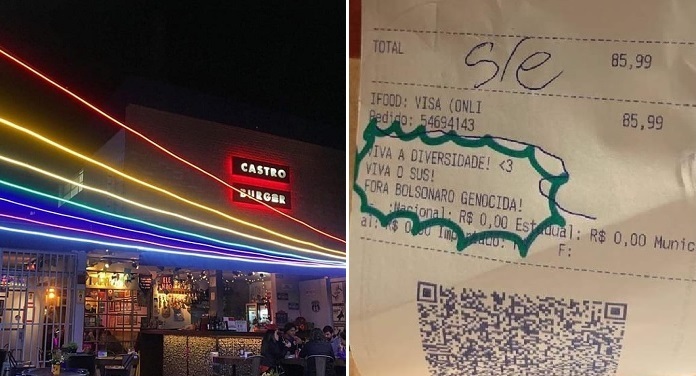 CASTRO
BURGER
TOTAL 85,99
s/e
IFOOD: VISA (ONLI 85,99
Pedido: 54694143
VIVA A DIVERSIDADE! <3
VIVA O SUS!
FORA BOLSONARO GENOCIDA!
Nacional: R$ 0,00 Estadual: R$ 0,00 Munic
al: R$ 0,00
F: